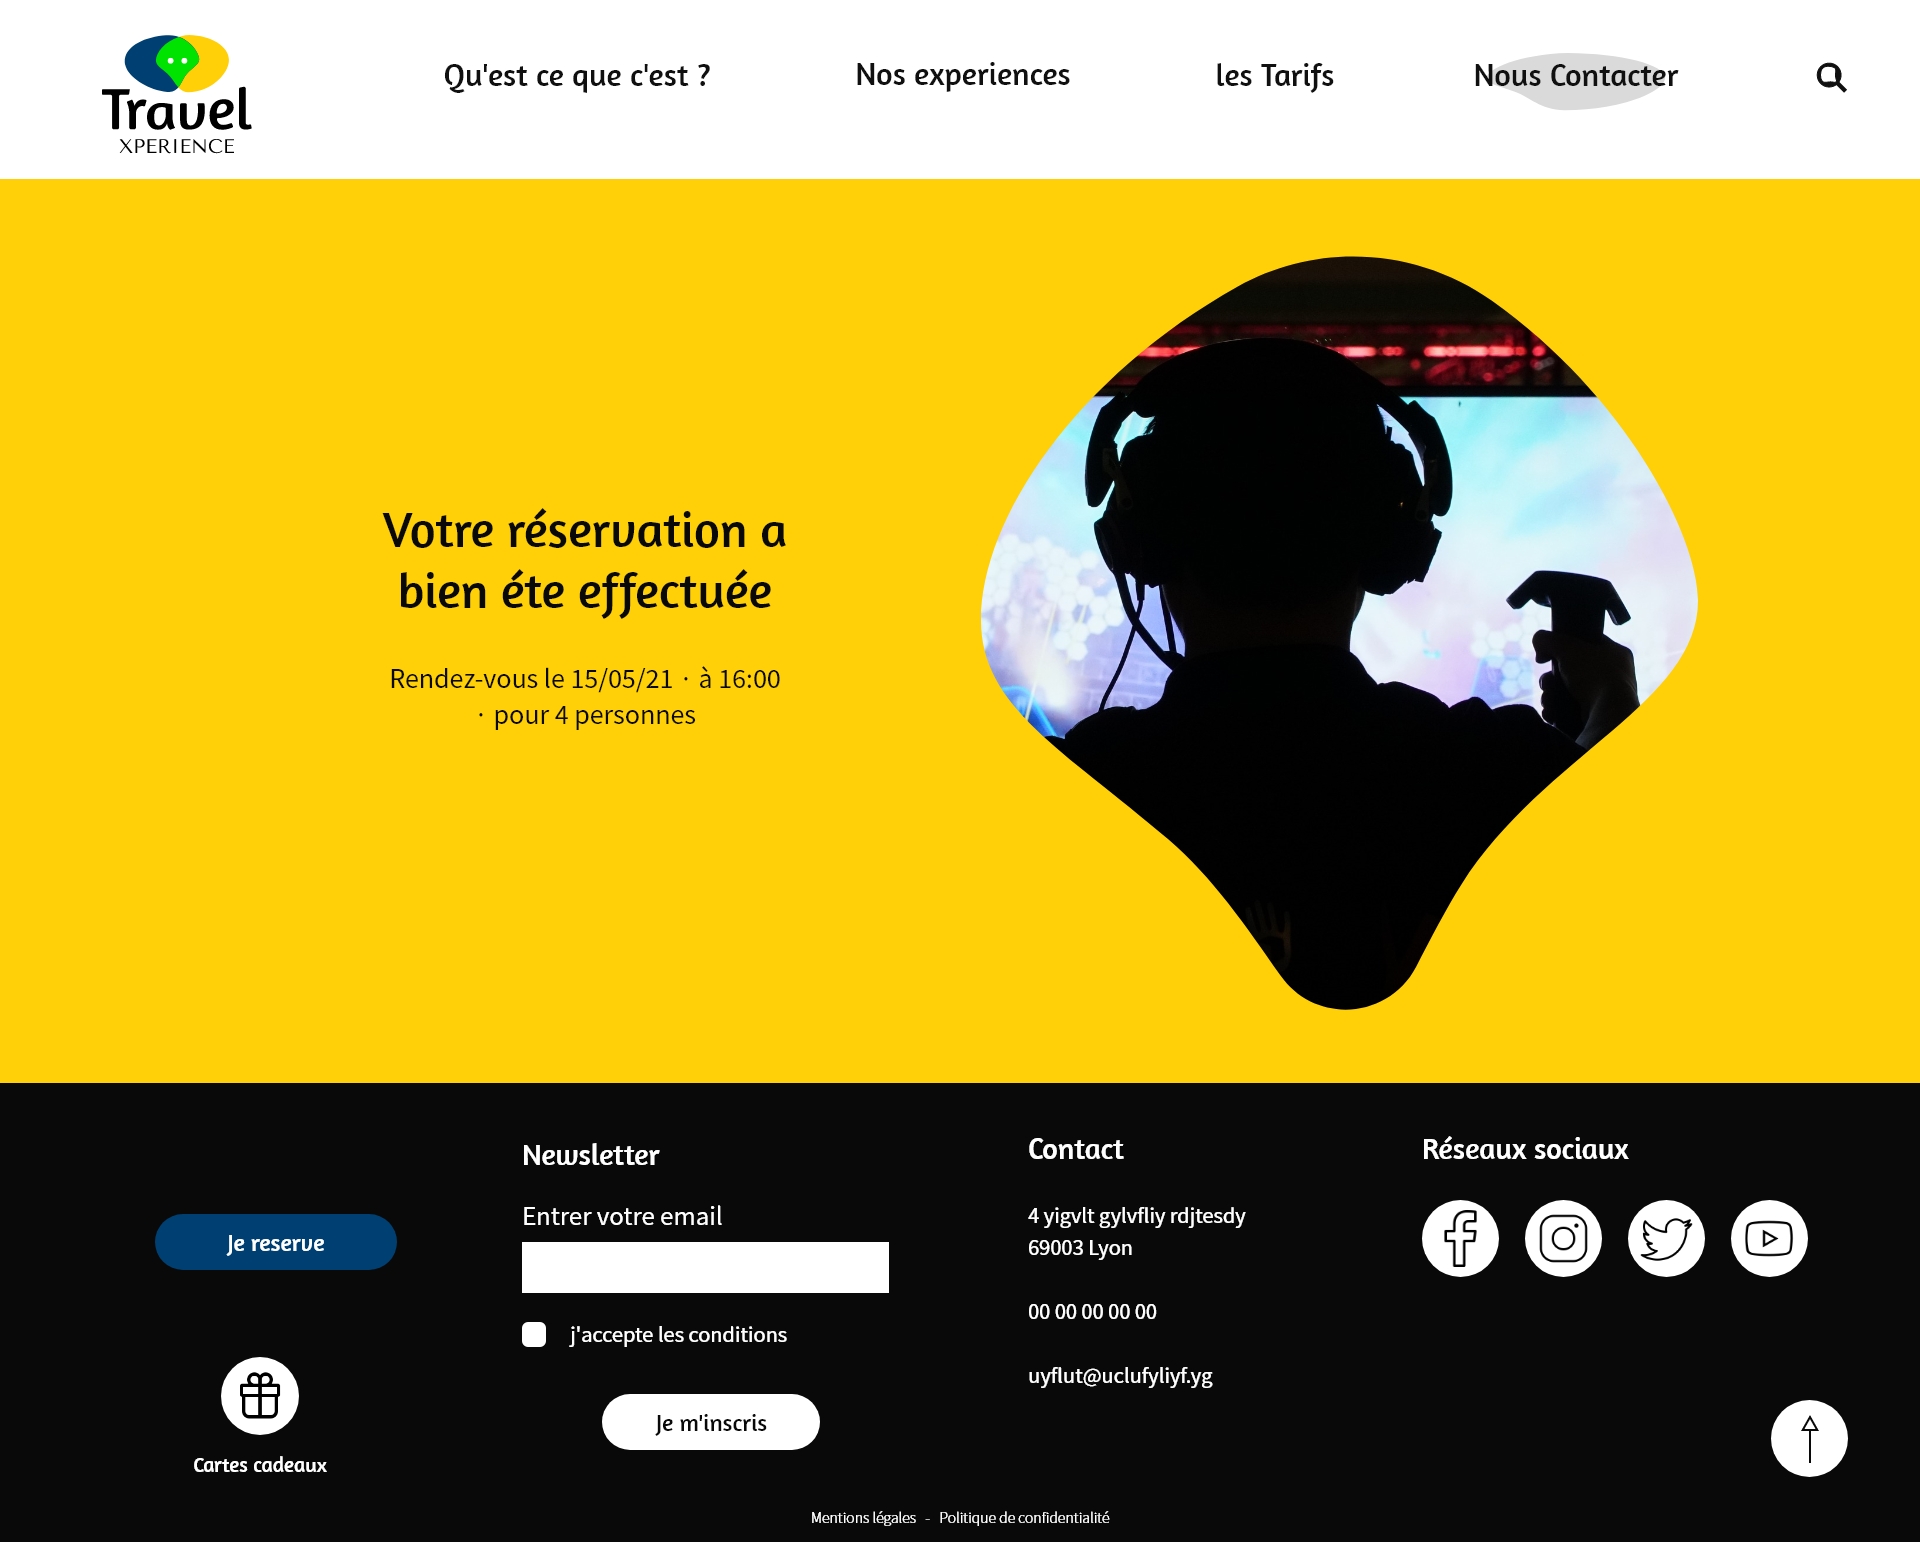 Travel
XPERIENCE
Qu'est ce que c'est ?
Nos experiences
les Tarifs
Nous Contacter
Votre réservation a
bien éte effectuée
Rendez-vous le 15/05/21 · à 16:00
· pour 4 personnes
Je reserve
Cartes cadeaux
Newsletter
Entrer votre email
j'accepte les conditions
Je m'inscris
Contact
4 yigvlt gylvfliy rdjtesdy
69003 Lyon
00 00 00 00 00
uyflut@uclufyliyf.yg
Réseaux sociaux
Mentions légales - Politique de confidentialité